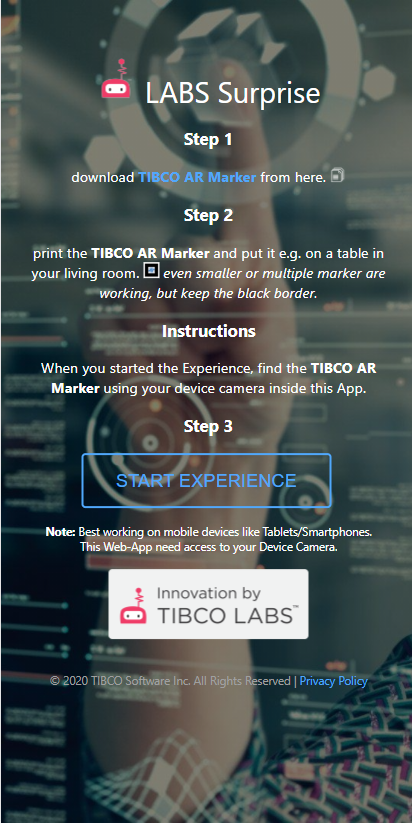 LABS Surprise
Step 1
download TIBCO AR Marker from here.
Step 2
print the TIBCO AR Marker and put it e.g. on a table in
your living room. even smaller or multiple marker are
working, but keep the black border.
Instructions
When you started the Experience, find the TIBCO AR
Marker using your device camera inside this App.
Step 3
START EXPERIENCE
Note: Best working on mobile devices like Tablets/Smartphones.
This Web-App need access to your Device Camera.
Innovation by
TIBCO LABS™
© 2020 TIBCO Software Inc. All Rights Reserved | Privacy Policy